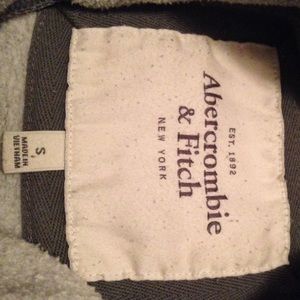 EST. 1892
Abercrombie
& Fitch
NEW YORK
S
MADE IN
VIETNAM